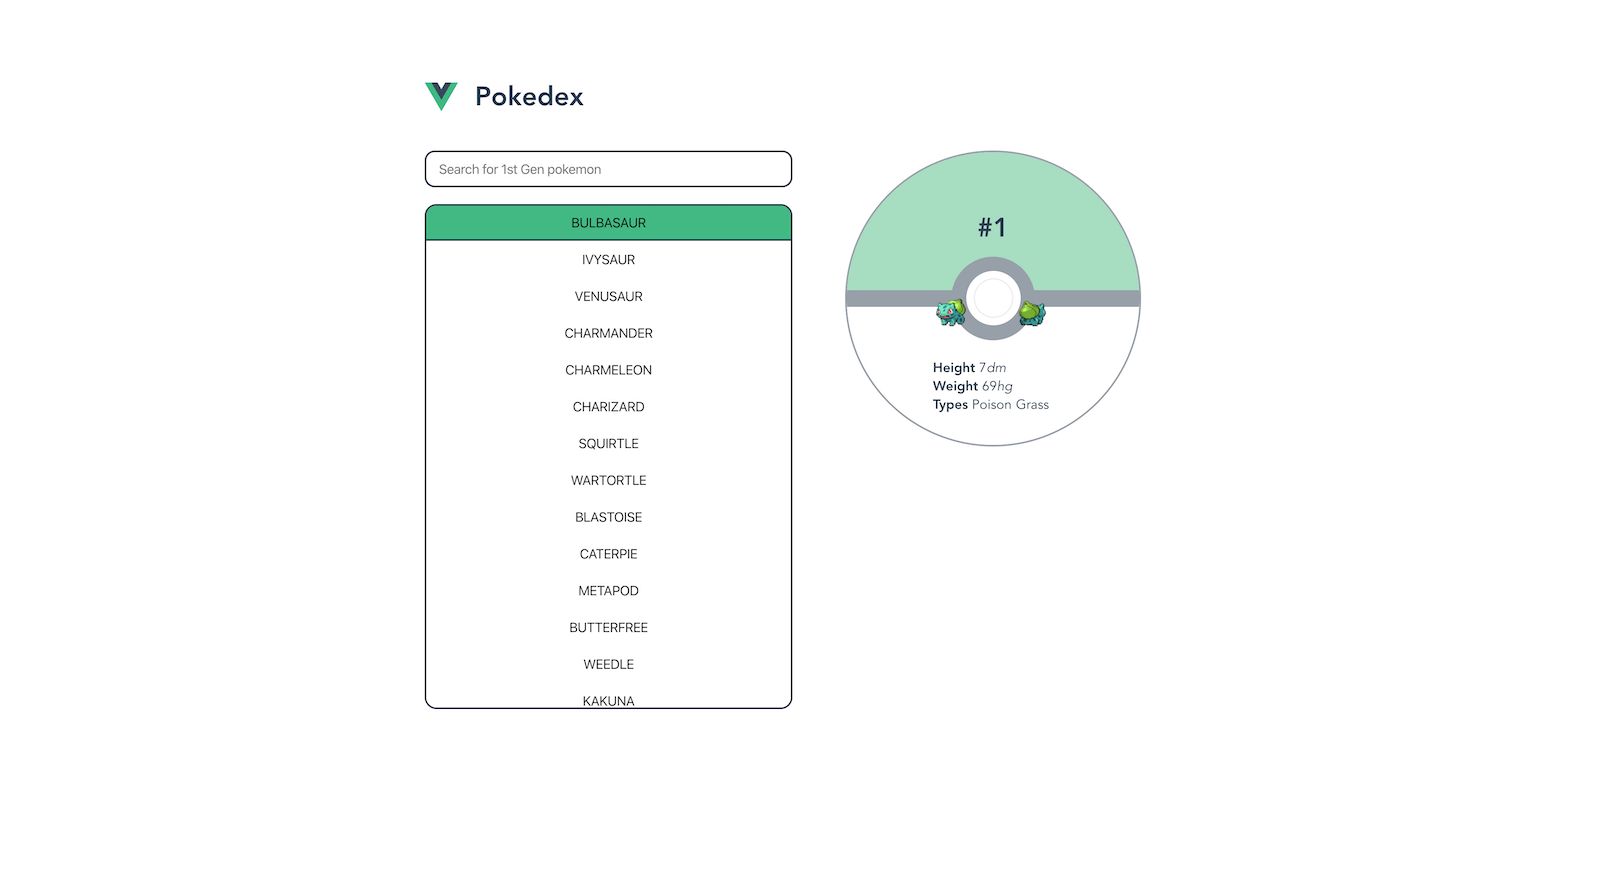 Pokedex
Search for 1st Gen pokemon
BULBASAUR
IVYSAUR
VENUSAUR
CHARMANDER
CHARMELEON
CHARIZARD
SQUIRTLE
WARTORTLE
BLASTOISE
CATERPIE
METAPOD
BUTTERFREE
WEEDLE
KAKUNA
#1
Height 7dm
Weight 69hg
Types Poison Grass